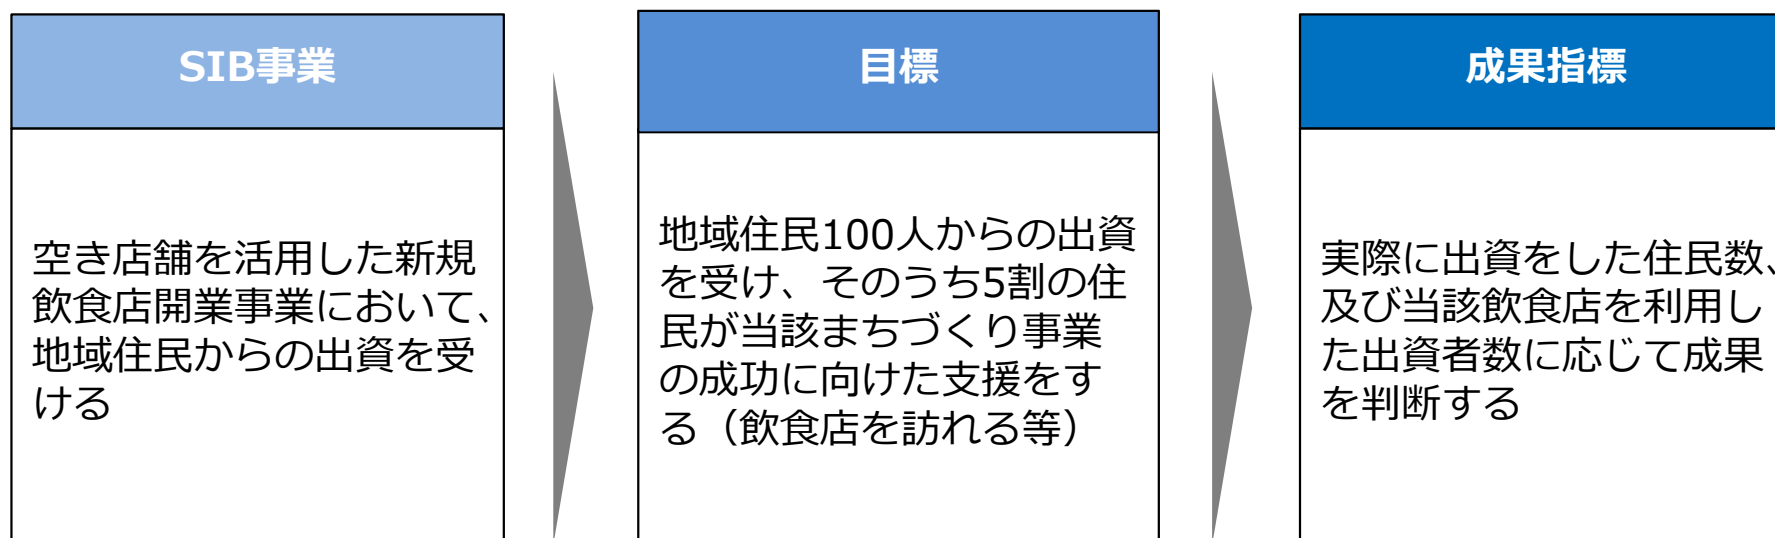 SIB事業
空き店舗を活用した新規
飲食店開業事業において、
地域住民からの出資を受
ける
目標
地域住民100人からの出資
を受け、そのうち5割の住
民が当該まちづくり事業
の成功に向けた支援をす
る（飲食店を訪れる等）
成果指標
実際に出資をした住民数、
及び当該飲食店を利用し
た出資者数に応じて成果
を判断する